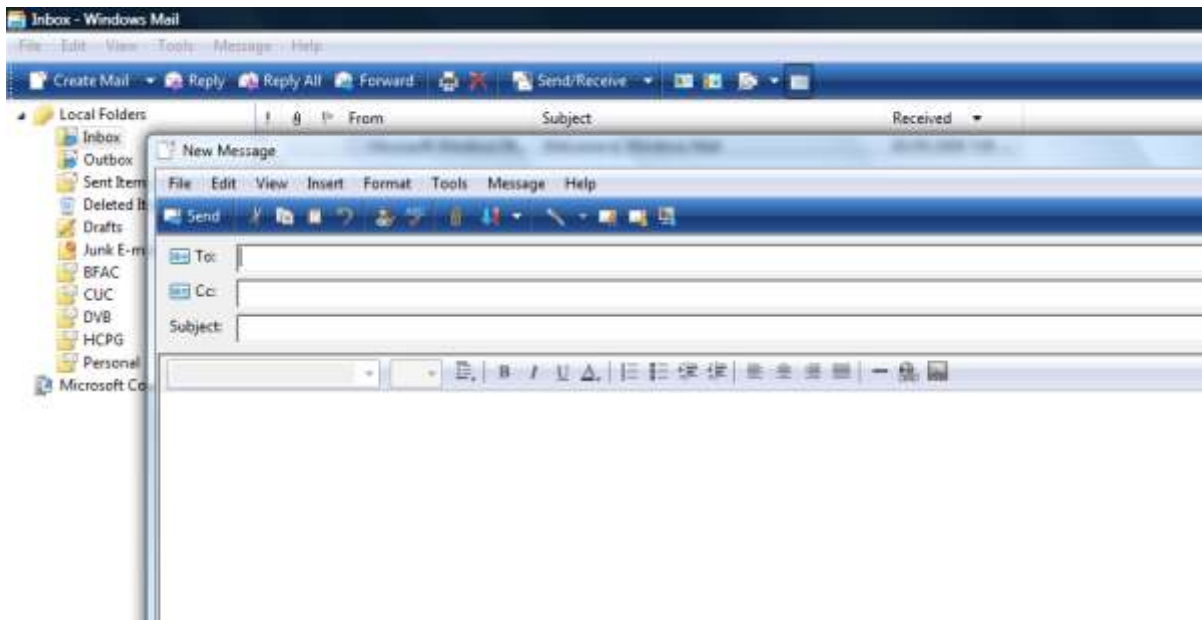 Inbox - Windows Mail
File Edit View Tools Message Help
Create Mail Reply Reply All Forward Send/Receive
Local Folders
! From Subject Received
Inbox
Outbox
Sent Item
Deleted It
Drafts
Junk E-m
BFAC
CUC
DVB
HCPG
Personal
Microsoft Co
New Message
File Edit View Insert Format Tools Message Help
Send
To:
Cc:
Subject:
B I U A